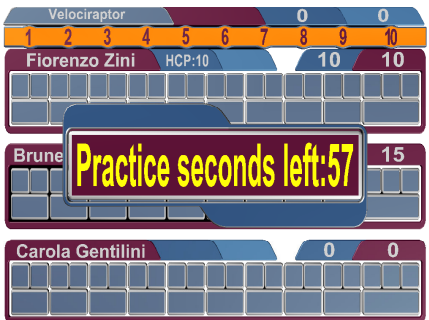 Velociraptor 0 0
1 2 3 4 5 6 7 8 9 10
Fiorenzo Zini HCP:10 10 10
Practice seconds left:57
15
Carola Gentilini 0 0